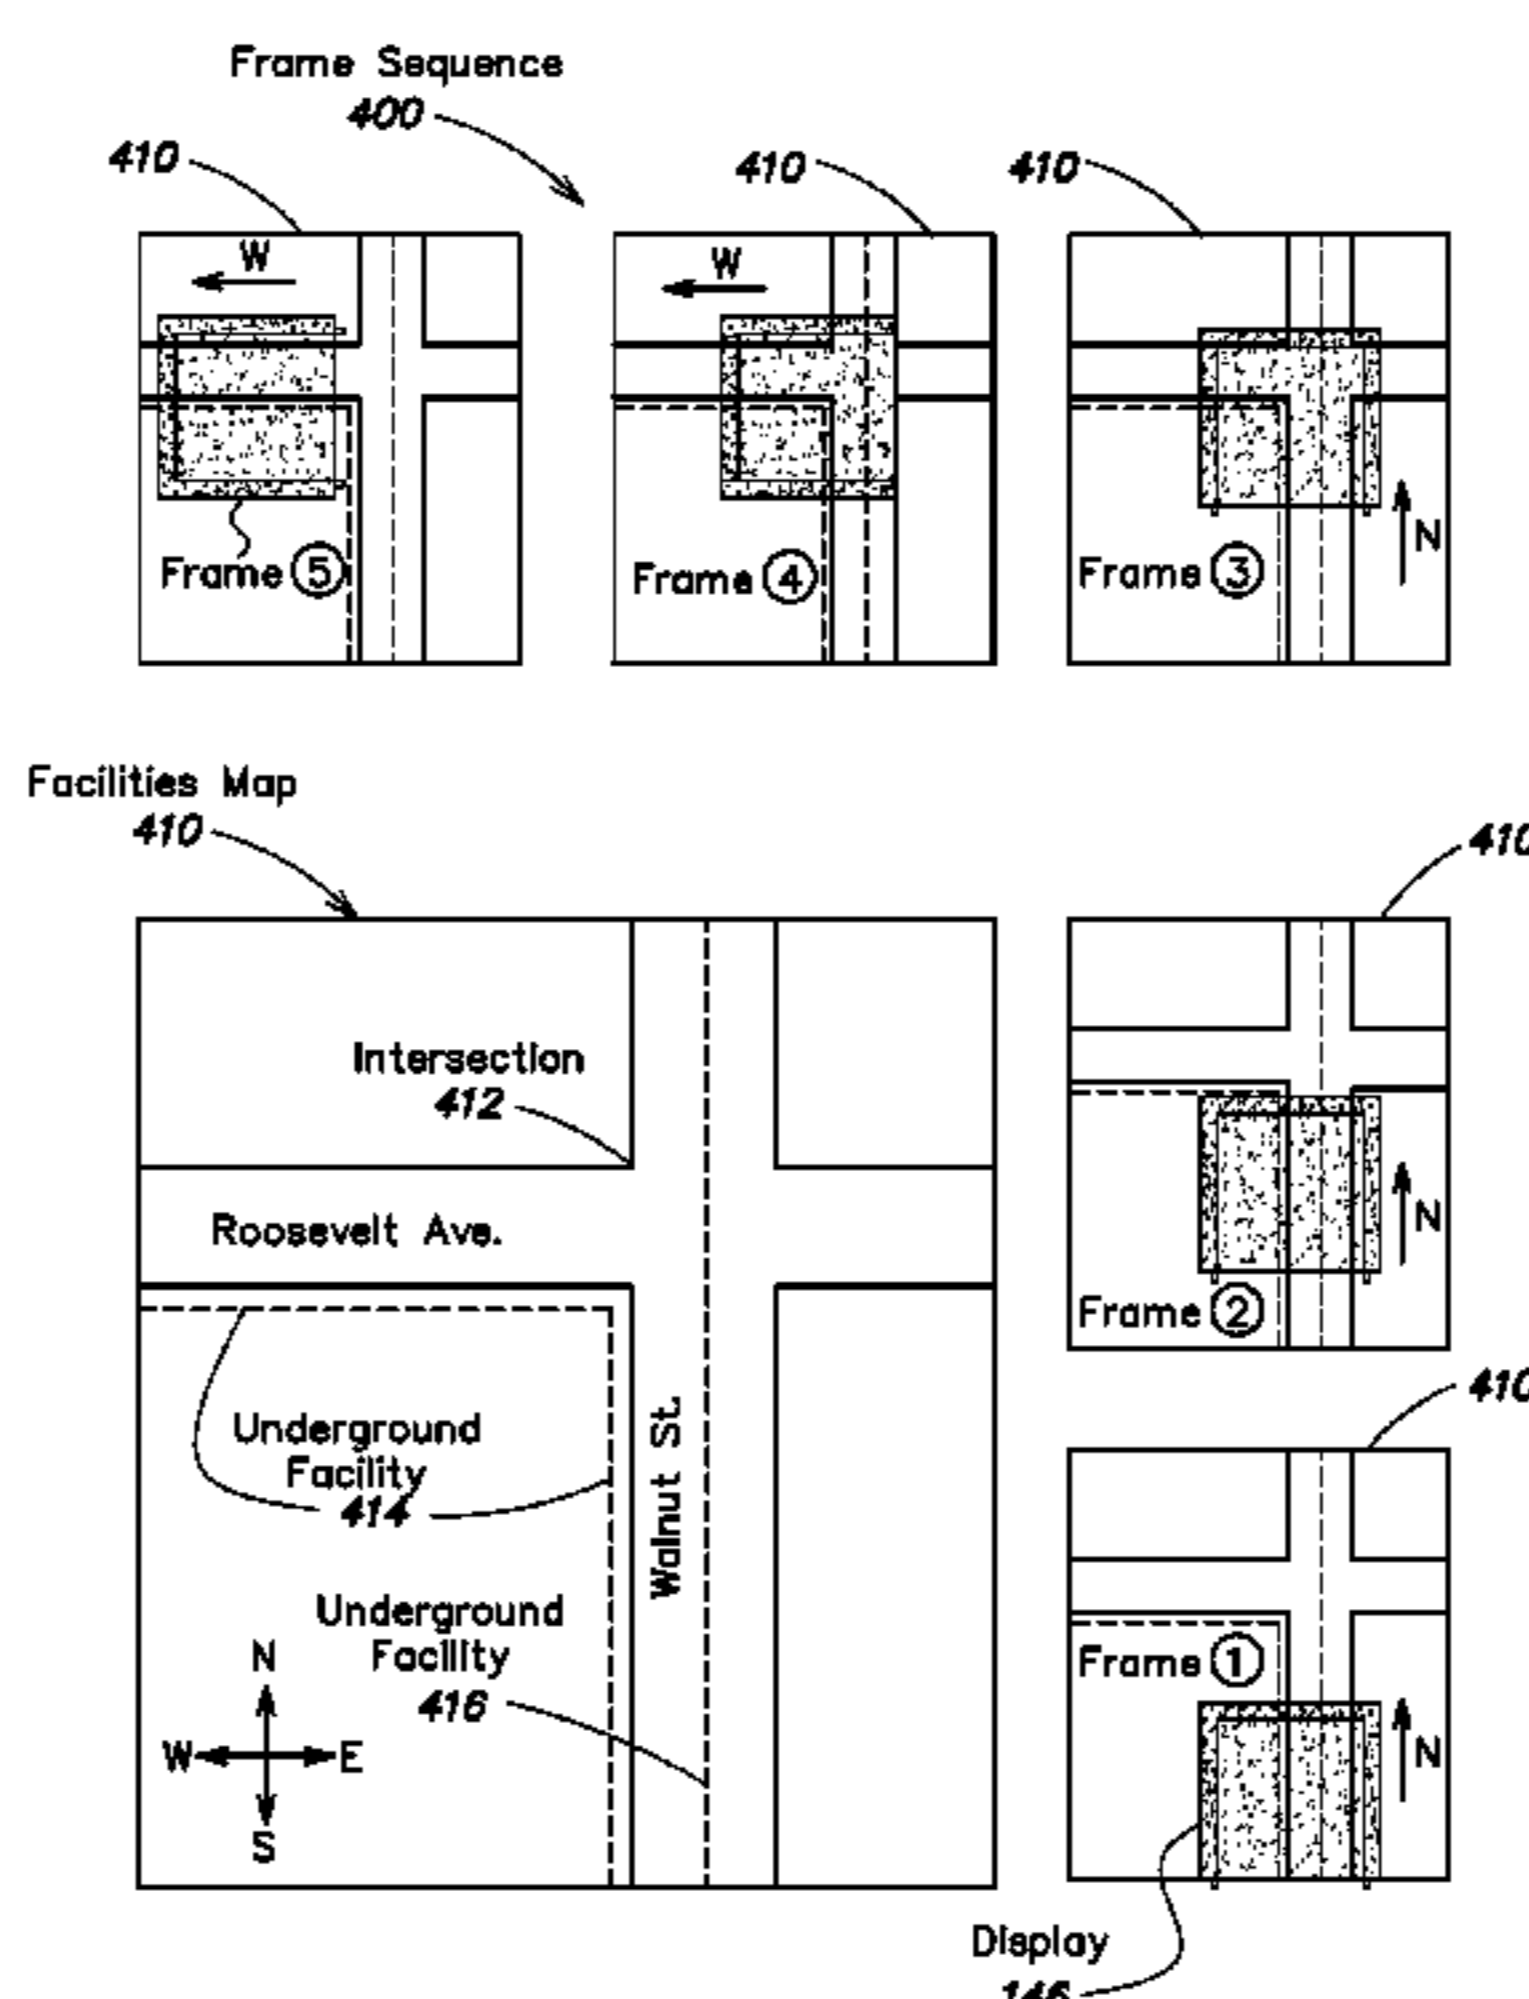 Frame Sequence
400
410
410
410
W
W
N
Frame 5
Frame 4
Frame 3
Facilities Map
410
410
Intersection
412
Roosevelt Ave.
N
Frame 2
Underground
Facility
414
Walnut St.
410
Underground
Facility
416
N
W E
S
Frame 1
N
Display
146